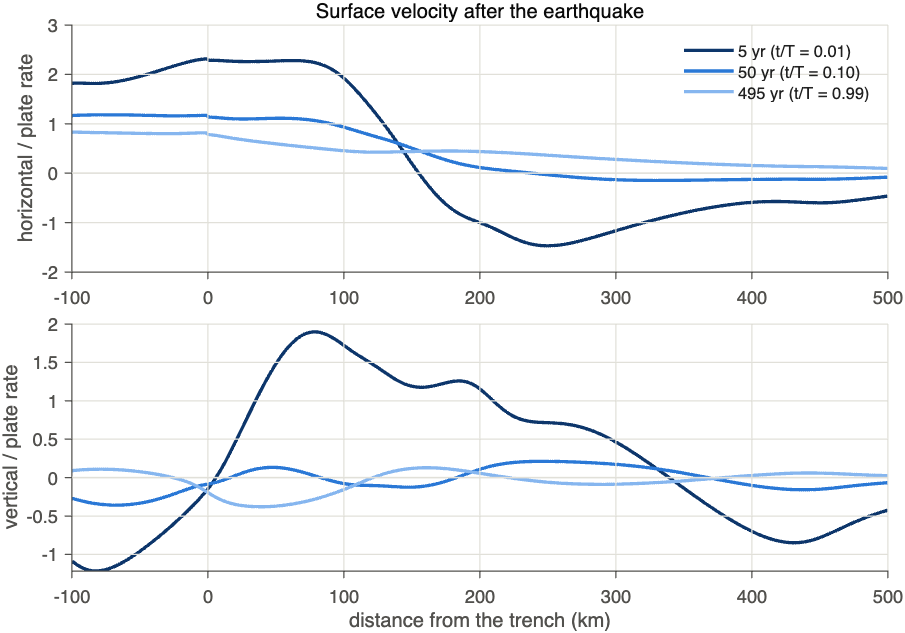 Surface velocity after the earthquake
horizontal / plate rate
3
2
1
0
-1
-2
5 yr (t/T = 0.01)
50 yr (t/T = 0.10)
495 yr (t/T = 0.99)
-100 0 100 200 300 400 500
vertical / plate rate
2
1.5
1
0.5
0
-0.5
-1
-100 0 100 200 300 400 500
distance from the trench (km)